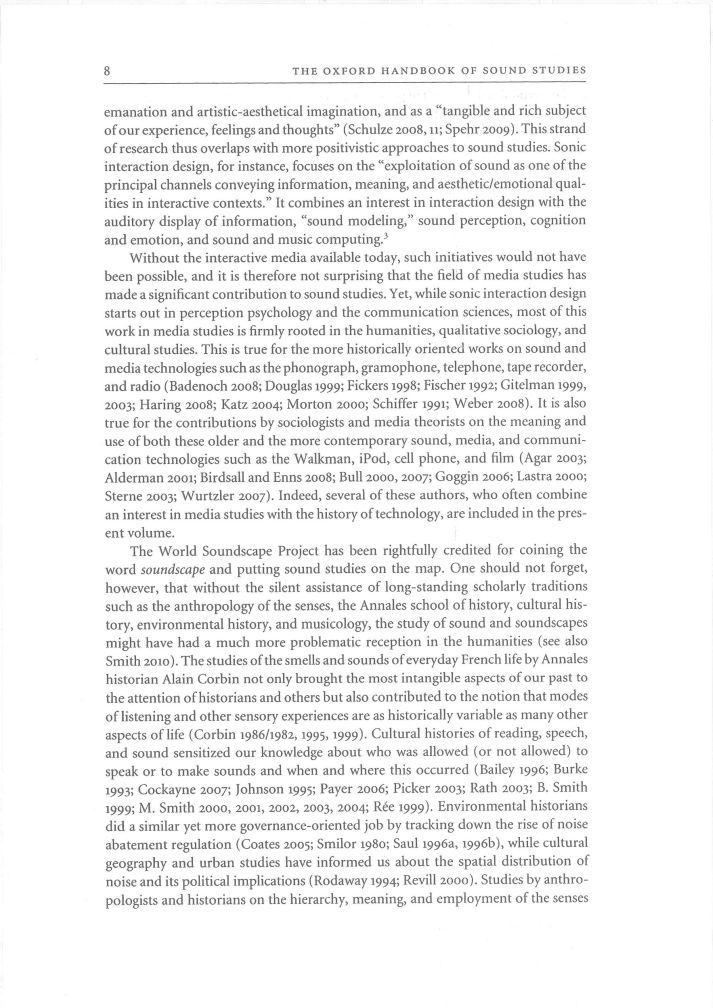 8 THE OXFORD HANDBOOK OF SOUND STUDIES
emanation and artistic-aesthetical imagination, and as a “tangible and rich subject
of our experience, feelings and thoughts” (Schulze 2008, 11; Spehr 2009). This strand
of research thus overlaps with more positivistic approaches to sound studies. Sonic
interaction design, for instance, focuses on the “exploitation of sound as one of the
principal channels conveying information, meaning, and aesthetic/emotional qual-
ities in interactive contexts.” It combines an interest in interaction design with the
auditory display of information, “sound modeling,” sound perception, cognition
and emotion, and sound and music computing.³
Without the interactive media available today, such initiatives would not have
been possible, and it is therefore not surprising that the field of media studies has
made a significant contribution to sound studies. Yet, while sonic interaction design
starts out in perception psychology and the communication sciences, most of this
work in media studies is firmly rooted in the humanities, qualitative sociology, and
cultural studies. This is true for the more historically oriented works on sound and
media technologies such as the phonograph, gramophone, telephone, tape recorder,
and radio (Badenoch 2008; Douglas 1999; Fickers 1998; Fischer 1992; Gitelman 1999,
2003; Haring 2008; Katz 2004; Morton 2000; Schiffer 1991; Weber 2008). It is also
true for the contributions by sociologists and media theorists on the meaning and
use of both these older and the more contemporary sound, media, and communi-
cation technologies such as the Walkman, iPod, cell phone, and film (Agar 2003;
Alderman 2001; Birdsall and Enns 2008; Bull 2000, 2007; Goggin 2006; Lastra 2000;
Sterne 2003; Wurtzler 2007). Indeed, several of these authors, who often combine
an interest in media studies with the history of technology, are included in the pres-
ent volume.
The World Soundscape Project has been rightfully credited for coining the
word soundscape and putting sound studies on the map. One should not forget,
however, that without the silent assistance of long-standing scholarly traditions
such as the anthropology of the senses, the Annales school of history, cultural his-
tory, environmental history, and musicology, the study of sound and soundscapes
might have had a much more problematic reception in the humanities (see also
Smith 2010). The studies of the smells and sounds of everyday French life by Annales
historian Alain Corbin not only brought the most intangible aspects of our past to
the attention of historians and others but also contributed to the notion that modes
of listening and other sensory experiences are as historically variable as many other
aspects of life (Corbin 1986/1982, 1995, 1999). Cultural histories of reading, speech,
and sound sensitized our knowledge about who was allowed (or not allowed) to
speak or to make sounds and when and where this occurred (Bailey 1996; Burke
1993; Cockayne 2007; Johnson 1995; Payer 2006; Picker 2003; Rath 2003; B. Smith
1999; M. Smith 2000, 2001, 2002, 2003, 2004; Rée 1999). Environmental historians
did a similar yet more governance-oriented job by tracking down the rise of noise
abatement regulation (Coates 2005; Smilor 1980; Saul 1996a, 1996b), while cultural
geography and urban studies have informed us about the spatial distribution of
noise and its political implications (Rodaway 1994; Revill 2000). Studies by anthro-
pologists and historians on the hierarchy, meaning, and employment of the senses